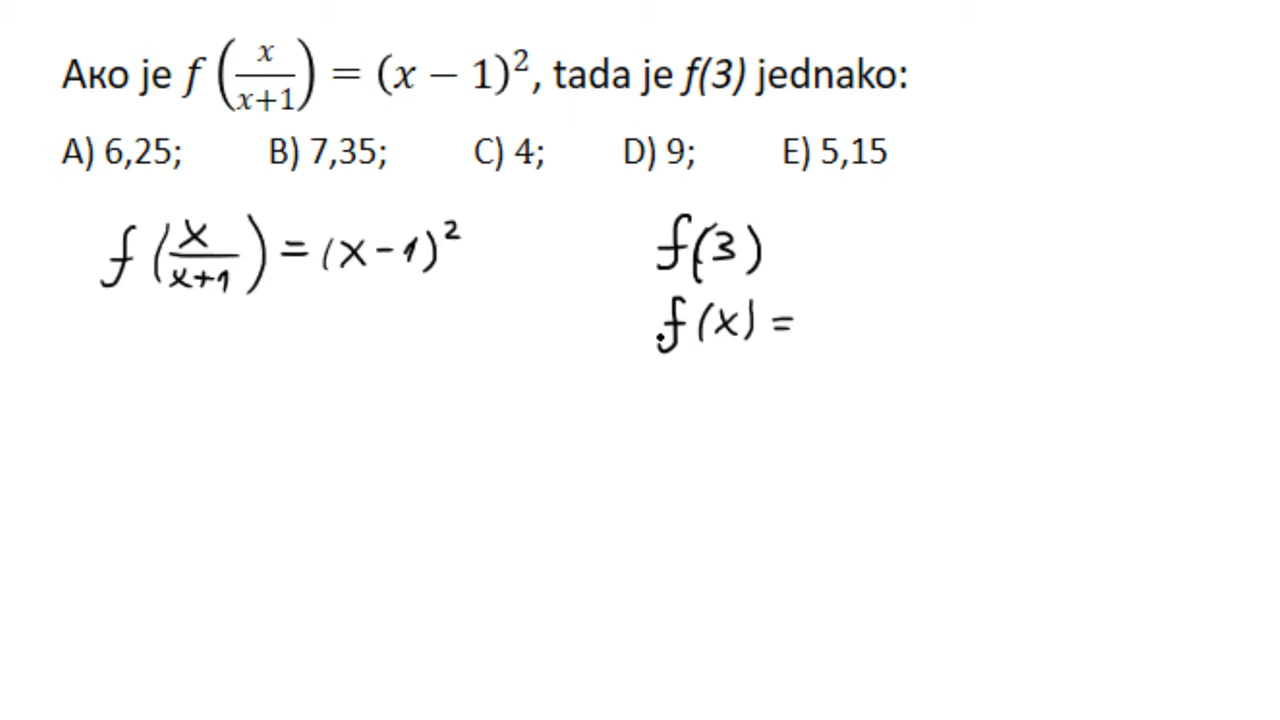 Ако je f(x/(x+1)) = (x − 1)², tada je f(3) jednako:
A) 6,25; B) 7,35; C) 4; D) 9; E) 5,15
f(x/(x+1)) = (x-1)² f(3)
f(x) =